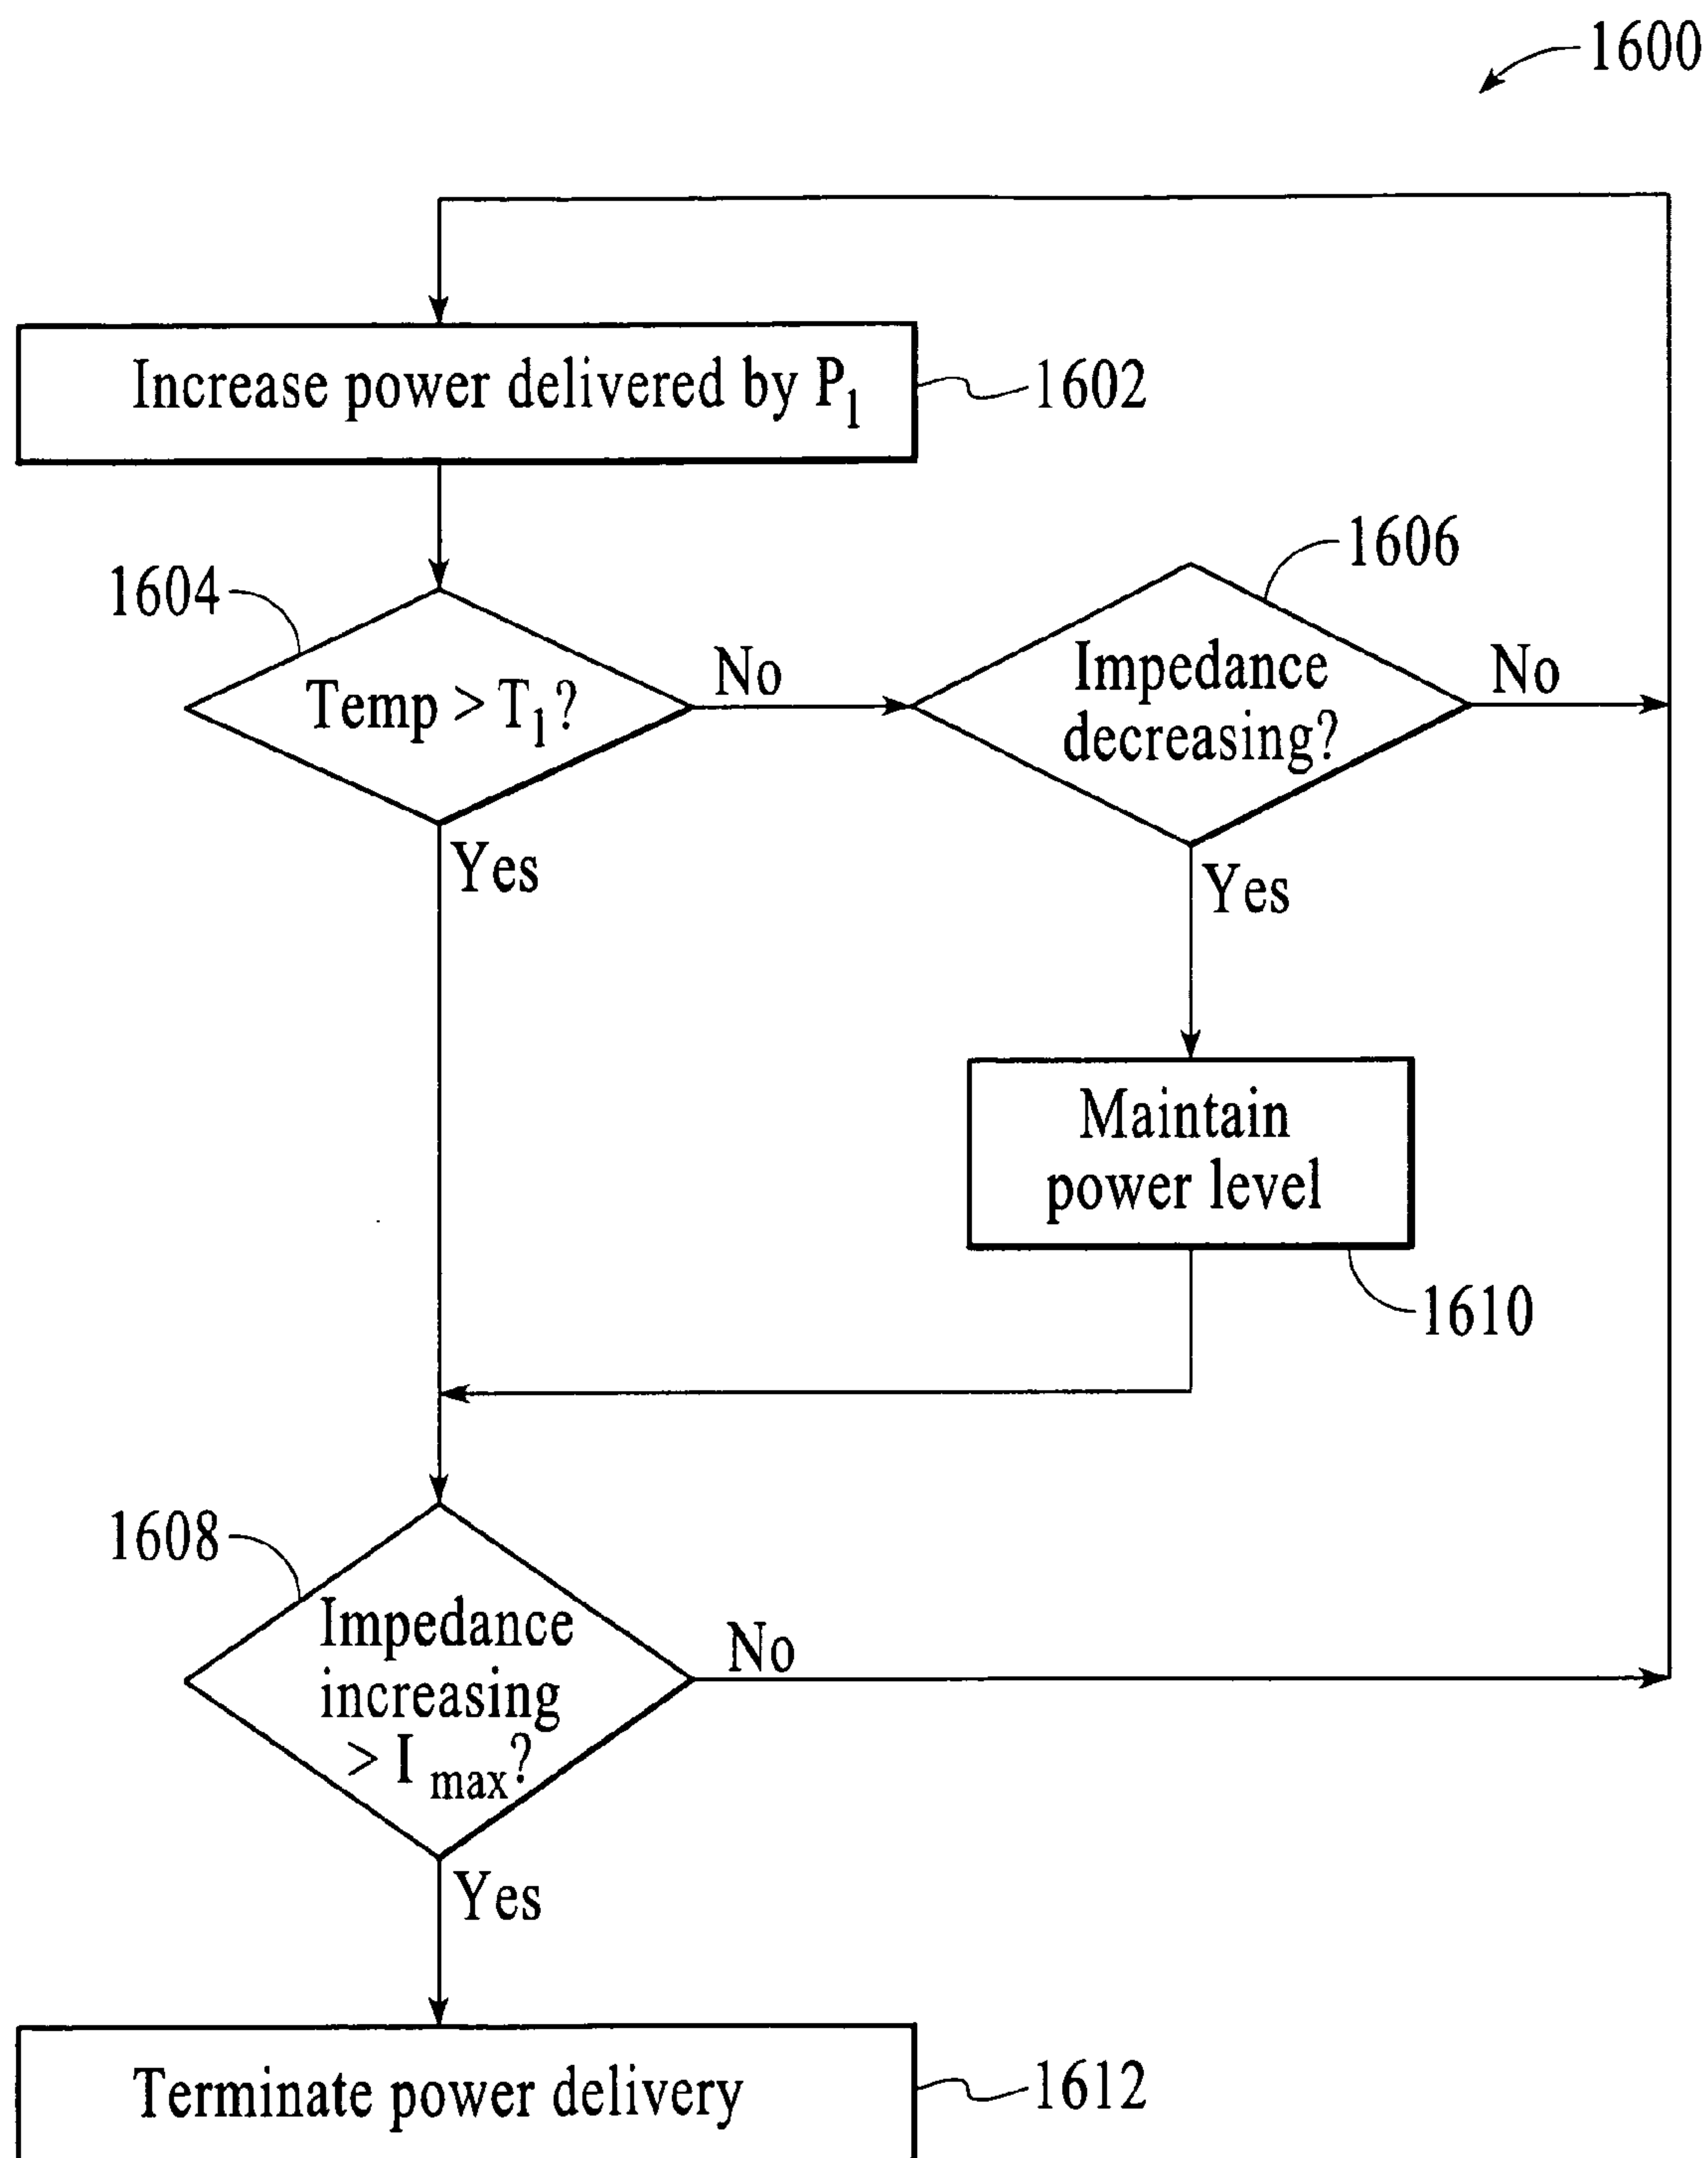 1600
Increase power delivered by P1
1602
1604
1606
Temp > T1?
No
Impedance
decreasing?
No
Yes
Yes
Maintain
power level
1610
1608
Impedance
increasing
> I max?
No
Yes
Terminate power delivery
1612